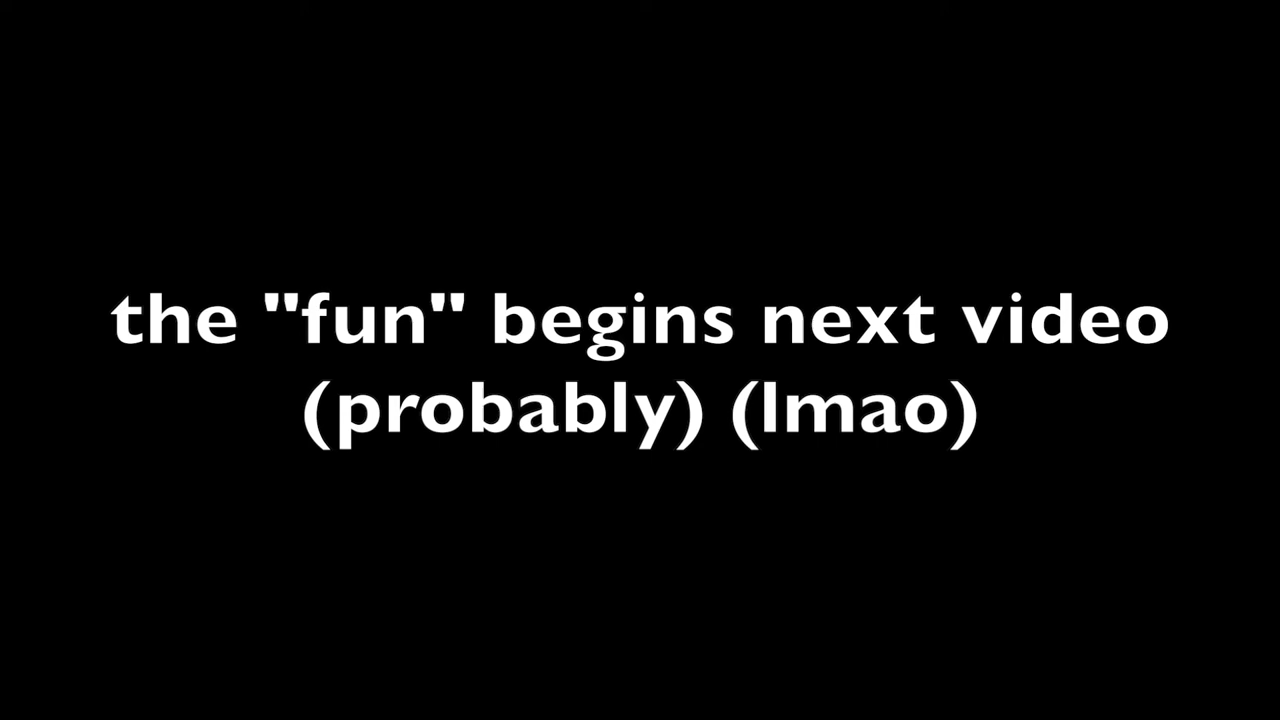 the "fun" begins next video
(probably) (lmao)